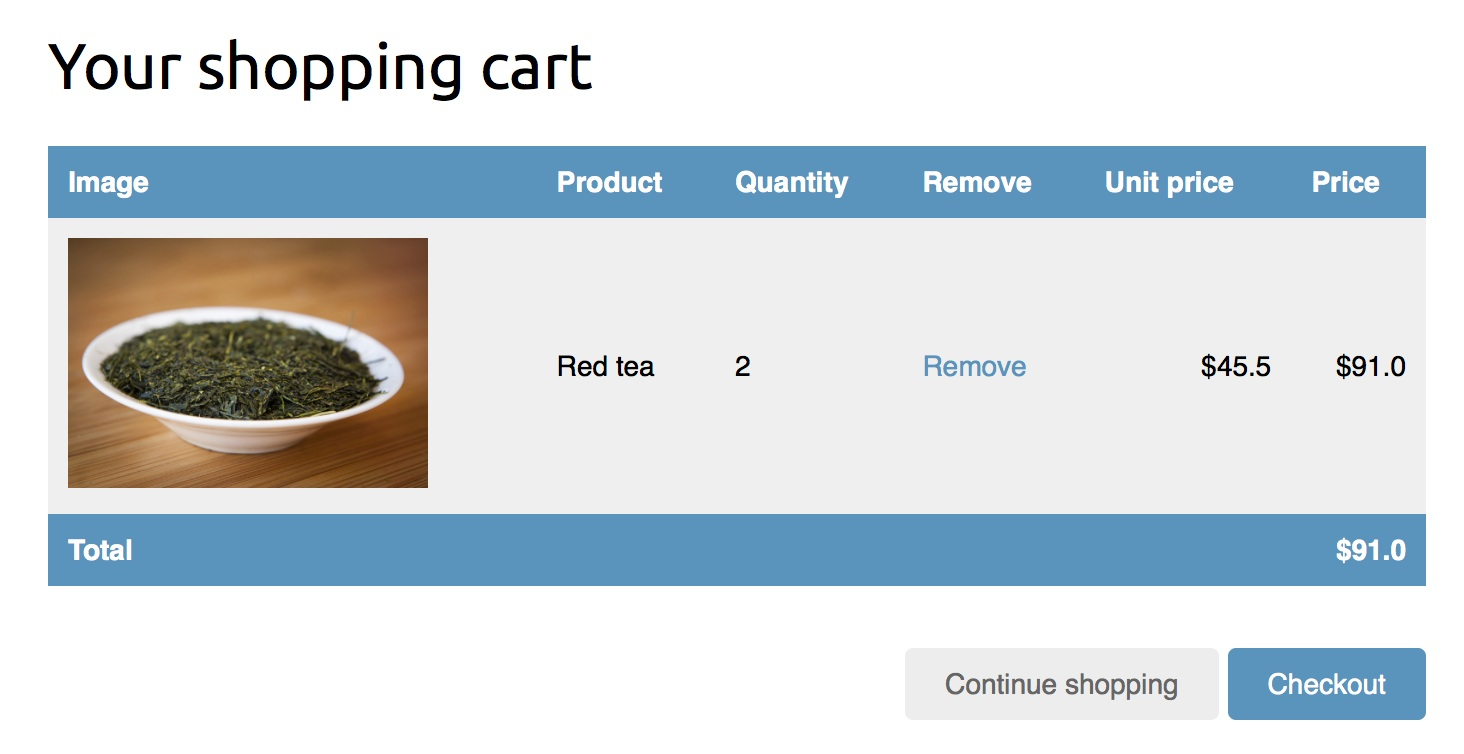 Your shopping cart
Image Product Quantity Remove Unit price Price
Red tea 2 Remove $45.5 $91.0
Total $91.0
Continue shopping Checkout